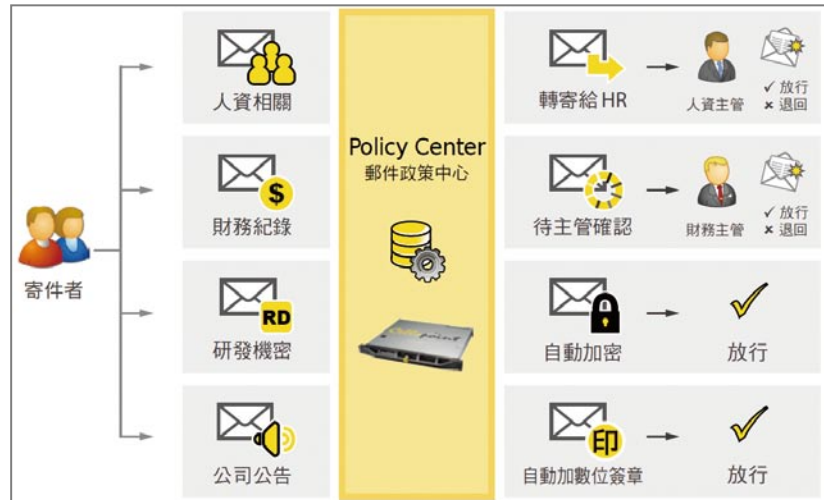 寄件者
人資相關
$
財務紀錄
RD
研發機密
公司公告
Policy Center
郵件政策中心
轉寄給 HR
人資主管
✓ 放行
✗ 退回
待主管確認
財務主管
✓ 放行
✗ 退回
自動加密
放行
印
自動加數位簽章
放行